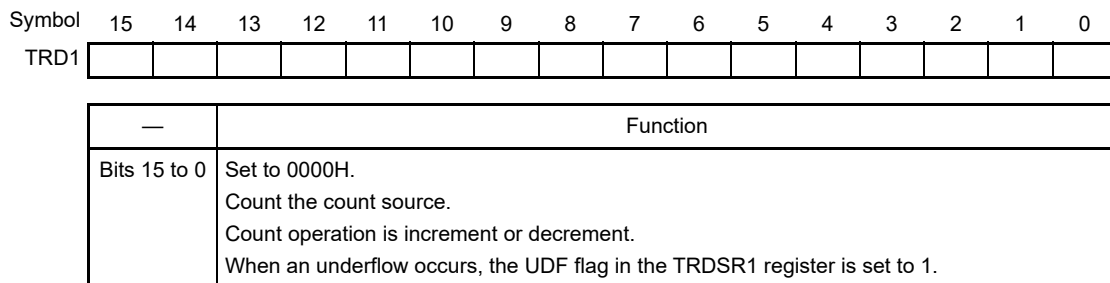 Symbol 15 14 13 12 11 10 9 8 7 6 5 4 3 2 1 0
TRD1
— Function
Bits 15 to 0 Set to 0000H.
Count the count source.
Count operation is increment or decrement.
When an underflow occurs, the UDF flag in the TRDSR1 register is set to 1.